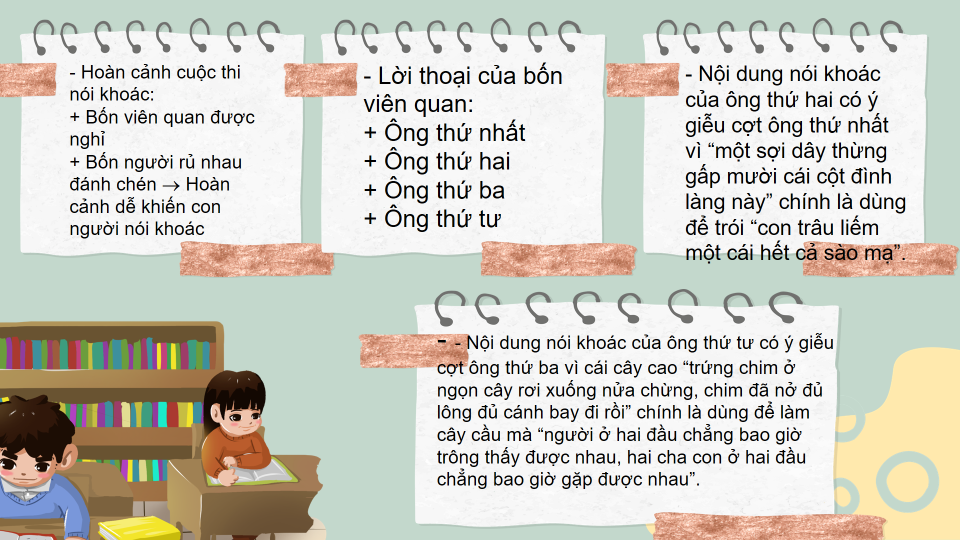 - Hoàn cảnh cuộc thi
nói khoác:
+ Bốn viên quan được
nghỉ
+ Bốn người rủ nhau
đánh chén → Hoàn
cảnh dễ khiến con
người nói khoác
- Lời thoại của bốn
viên quan:
+ Ông thứ nhất
+ Ông thứ hai
+ Ông thứ ba
+ Ông thứ tư
- Nội dung nói khoác
của ông thứ hai có ý
giễu cợt ông thứ nhất
vì “một sợi dây thừng
gấp mười cái cột đình
làng này” chính là dùng
để trói “con trâu liếm
một cái hết cả sào mạ”.
- - Nội dung nói khoác của ông thứ tư có ý giễu
cợt ông thứ ba vì cái cây cao “trứng chim ở
ngọn cây rơi xuống nửa chừng, chim đã nở đủ
lông đủ cánh bay đi rồi” chính là dùng để làm
cây cầu mà “người ở hai đầu chẳng bao giờ
trông thấy được nhau, hai cha con ở hai đầu
chẳng bao giờ gặp được nhau”.